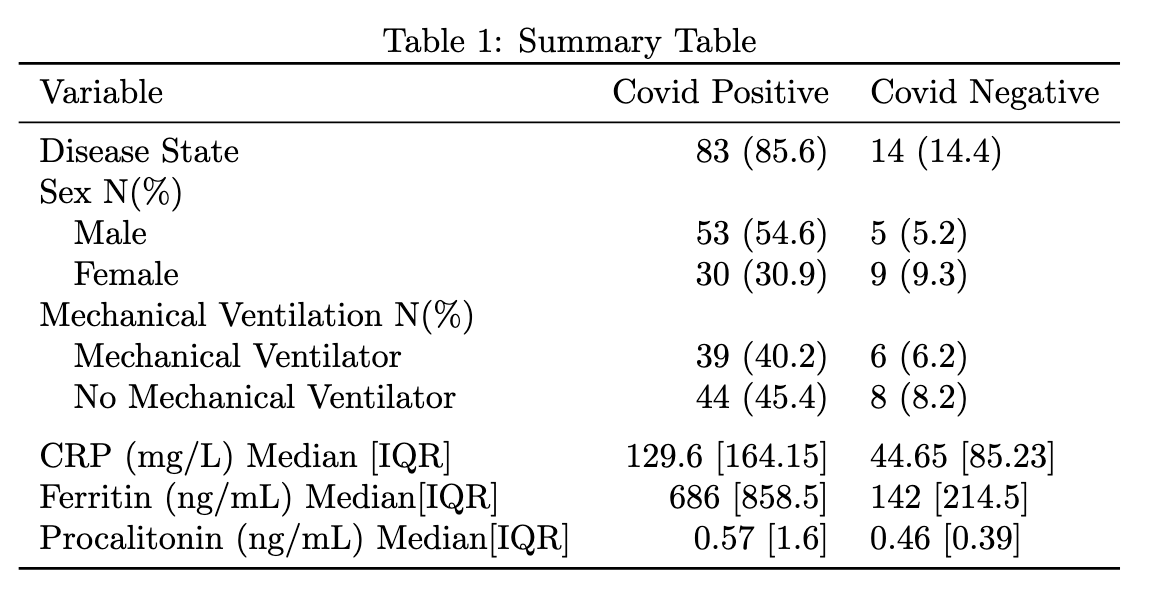 Table 1: Summary Table
Variable Covid Positive Covid Negative
Disease State 83 (85.6) 14 (14.4)
Sex N(%)
Male 53 (54.6) 5 (5.2)
Female 30 (30.9) 9 (9.3)
Mechanical Ventilation N(%)
Mechanical Ventilator 39 (40.2) 6 (6.2)
No Mechanical Ventilator 44 (45.4) 8 (8.2)
CRP (mg/L) Median [IQR] 129.6 [164.15] 44.65 [85.23]
Ferritin (ng/mL) Median[IQR] 686 [858.5] 142 [214.5]
Procalitonin (ng/mL) Median[IQR] 0.57 [1.6] 0.46 [0.39]